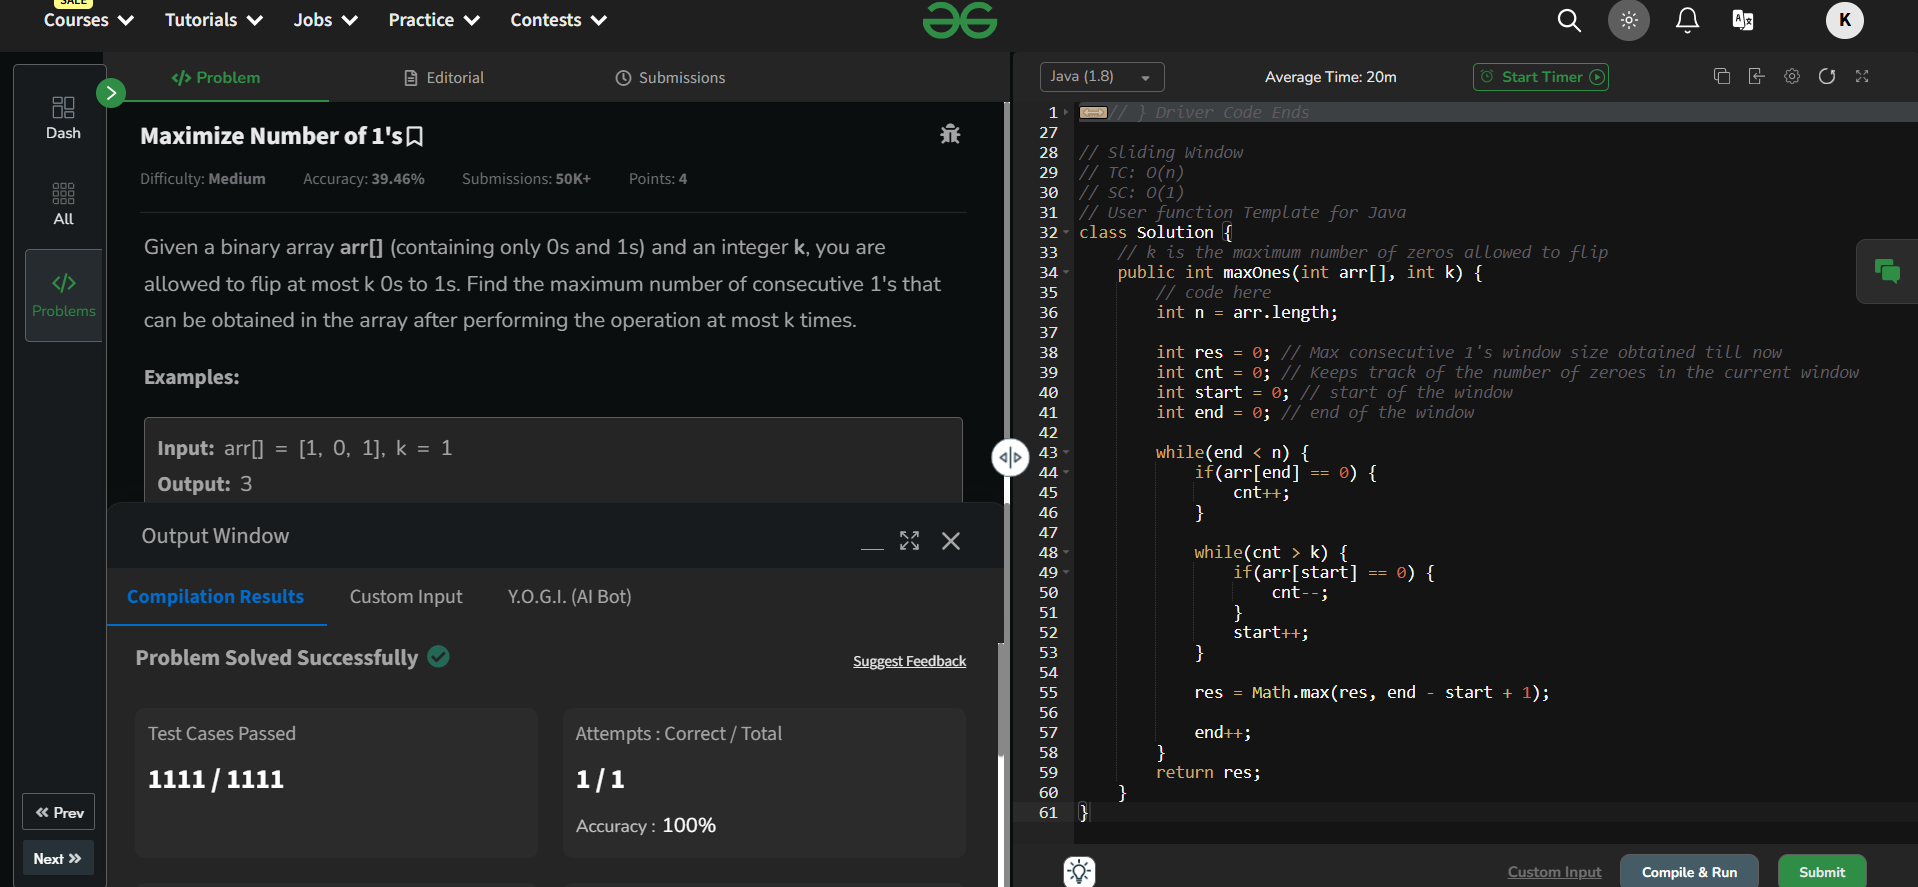 SALE
Courses
Tutorials
Jobs
Practice
Contests
K
Dash
All
Problems
Prev
Next
Problem
Editorial
Submissions
Maximize Number of 1's
Difficulty: Medium Accuracy: 39.46% Submissions: 50K+ Points: 4
Given a binary array arr[] (containing only 0s and 1s) and an integer k, you are
allowed to flip at most k 0s to 1s. Find the maximum number of consecutive 1's that
can be obtained in the array after performing the operation at most k times.
Examples:
Input: arr[] = [1, 0, 1], k = 1
Output: 3
Output Window
Compilation Results
Custom Input
Y.O.G.I. (AI Bot)
Problem Solved Successfully
Suggest Feedback
Test Cases Passed
1111 / 1111
Attempts : Correct / Total
1 / 1
Accuracy : 100%
Java (1.8)
Average Time: 20m
Start Timer
1 // } Driver Code Ends
27
28 // Sliding Window
29 // TC: O(n)
30 // SC: O(1)
31 // User function Template for Java
32 class Solution {
33 // k is the maximum number of zeros allowed to flip
34 public int maxOnes(int arr[], int k) {
35 // code here
36 int n = arr.length;
37
38 int res = 0; // Max consecutive 1's window size obtained till now
39 int cnt = 0; // Keeps track of the number of zeroes in the current window
40 int start = 0; // start of the window
41 int end = 0; // end of the window
42
43 while(end < n) {
44 if(arr[end] == 0) {
45 cnt++;
46 }
47
48 while(cnt > k) {
49 if(arr[start] == 0) {
50 cnt--;
51 }
52 start++;
53 }
54
55 res = Math.max(res, end - start + 1);
56
57 end++;
58 }
59 return res;
60 }
61 }
Custom Input
Compile & Run
Submit